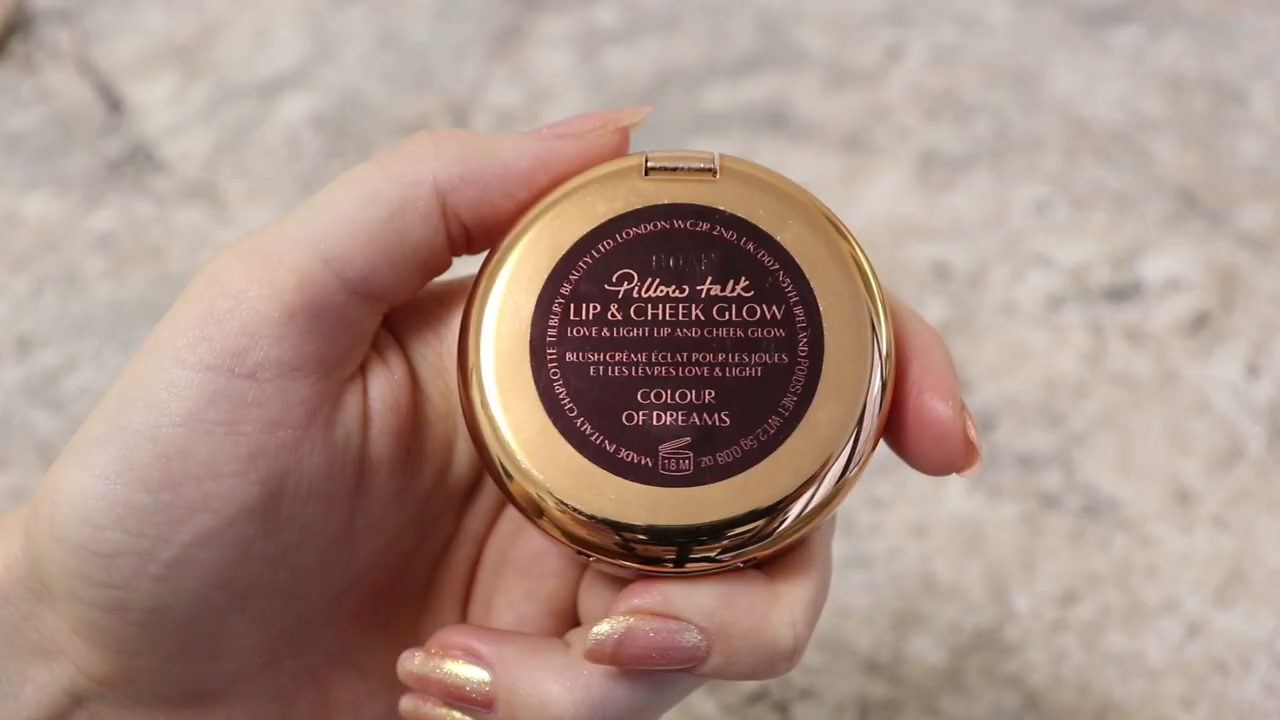 Pillow talk
LIP & CHEEK GLOW
LOVE & LIGHT LIP AND CHEEK GLOW
BLUSH CRÈME ÉCLAT POUR LES JOUES
ET LES LÈVRES LOVE & LIGHT
COLOUR
OF DREAMS
18 M
MADE IN ITALY CHARLOTTE TILBURY BEAUTY LTD. LONDON WC2R 2ND, UK/D07 N5YH, IRELAND POIDS NET WT. 2.5g 0.08 oz.